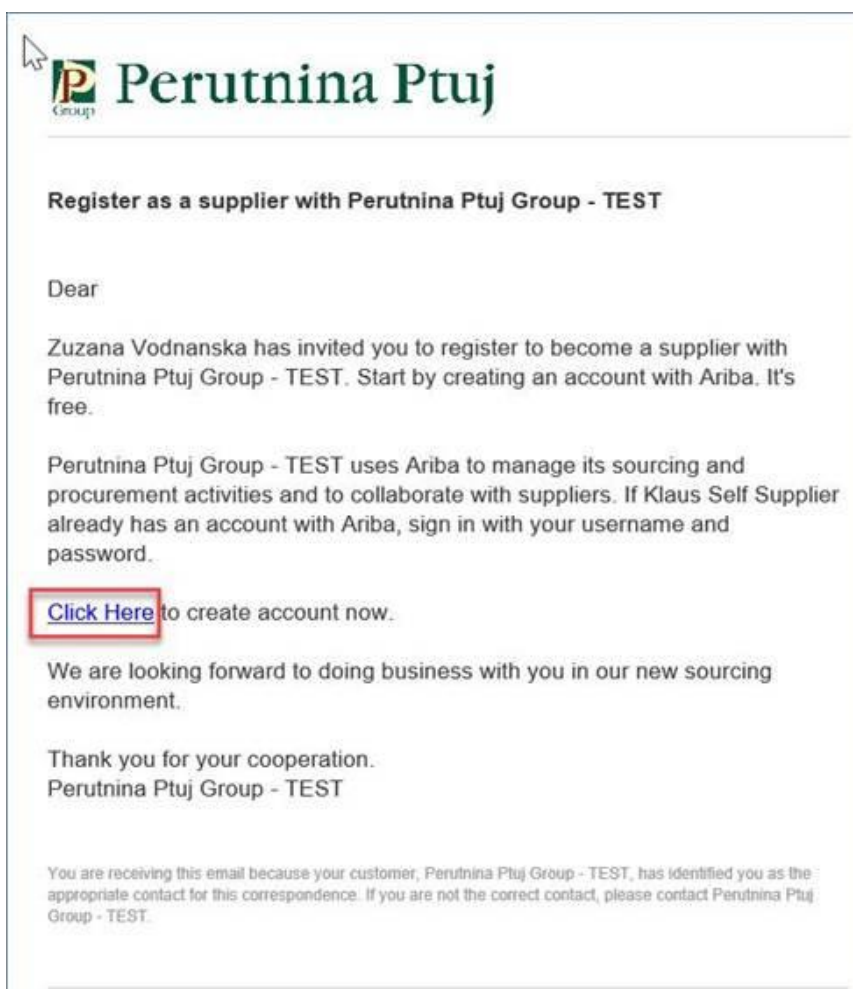 P
Group
Perutnina Ptuj
Register as a supplier with Perutnina Ptuj Group - TEST
Dear
Zuzana Vodnanska has invited you to register to become a supplier with
Perutnina Ptuj Group - TEST. Start by creating an account with Ariba. It's
free.
Perutnina Ptuj Group - TEST uses Ariba to manage its sourcing and
procurement activities and to collaborate with suppliers. If Klaus Self Supplier
already has an account with Ariba, sign in with your username and
password.
Click Here to create account now.
We are looking forward to doing business with you in our new sourcing
environment.
Thank you for your cooperation.
Perutnina Ptuj Group - TEST
You are receiving this email because your customer, Perutnina Ptuj Group - TEST, has identified you as the
appropriate contact for this correspondence. If you are not the correct contact, please contact Perutnina Ptuj
Group - TEST.